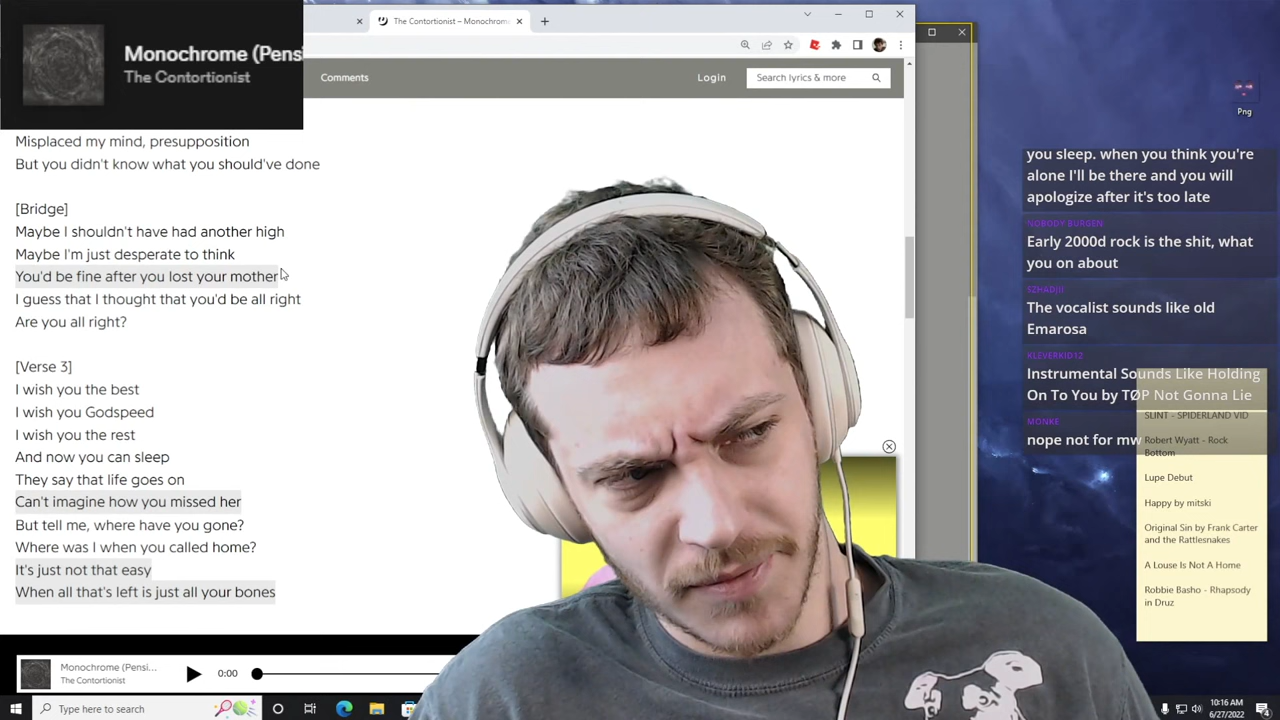 Monochrome (Pensi
The Contortionist
The Contortionist – Monochrom
Comments
Login
Search lyrics & more
Misplaced my mind, presupposition
But you didn't know what you should've done
[Bridge]
Maybe I shouldn't have had another high
Maybe I'm just desperate to think
You'd be fine after you lost your mother
I guess that I thought that you'd be all right
Are you all right?
[Verse 3]
I wish you the best
I wish you Godspeed
I wish you the rest
And now you can sleep
They say that life goes on
Can't imagine how you missed her
But tell me, where have you gone?
Where was I when you called home?
It's just not that easy
When all that's left is just all your bones
Monochrome (Pensi...
The Contortionist
0:00
Type here to search
Png
you sleep. when you think you're
alone I'll be there and you will
apologize after it's too late
NOBODY BURGEN
Early 2000d rock is the shit, what
you on about
SZHADJU
The vocalist sounds like old
Emarosa
KLEVERKID12
Instrumental Sounds Like Holding
On To You by TØP Not Gonna Lie
MONKE
nope not for mw
SLINT - SPIDERLAND VID
Robert Wyatt - Rock
Bottom
Lupe Debut
Happy by mitski
Original Sin by Frank Carter
and the Rattlesnakes
A Louse Is Not A Home
Robbie Basho - Rhapsody
in Druz
10:16 AM
6/27/2022